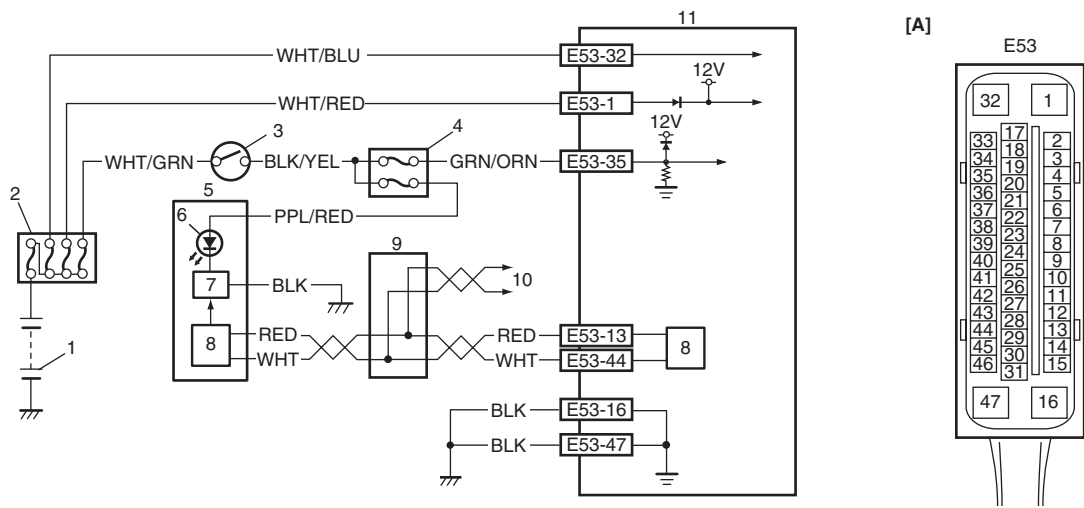 11
[A]
E53
WHT/BLU
E53-32
12V
WHT/RED
E53-1
12V
3
4
WHT/GRN
BLK/YEL
GRN/ORN
E53-35
5
2
6
PPL/RED
9
7
BLK
10
1
8
RED
RED
E53-13
8
WHT
WHT
E53-44
BLK
E53-16
BLK
E53-47
32
1
17
33
2
18
34
3
19
35
4
20
36
5
21
37
6
22
38
7
23
39
8
24
40
9
25
41
10
26
42
11
27
43
12
28
44
13
29
45
14
30
46
15
31
47
16